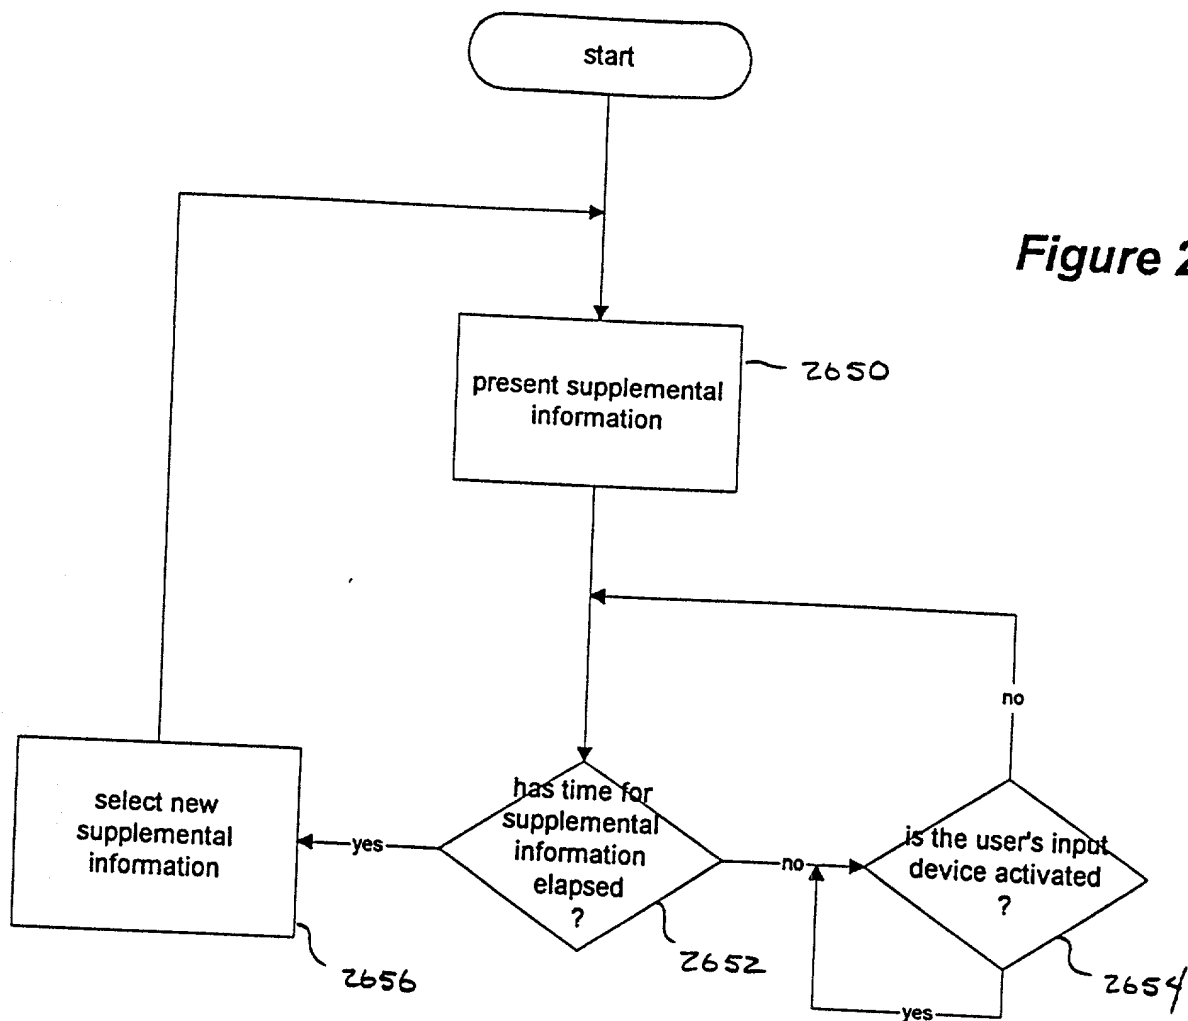 start
Figure 2
present supplemental
information
2650
no
select new
supplemental
information
yes
has time for
supplemental
information
elapsed
?
no
is the user's input
device activated
?
2656
2652
2654
yes